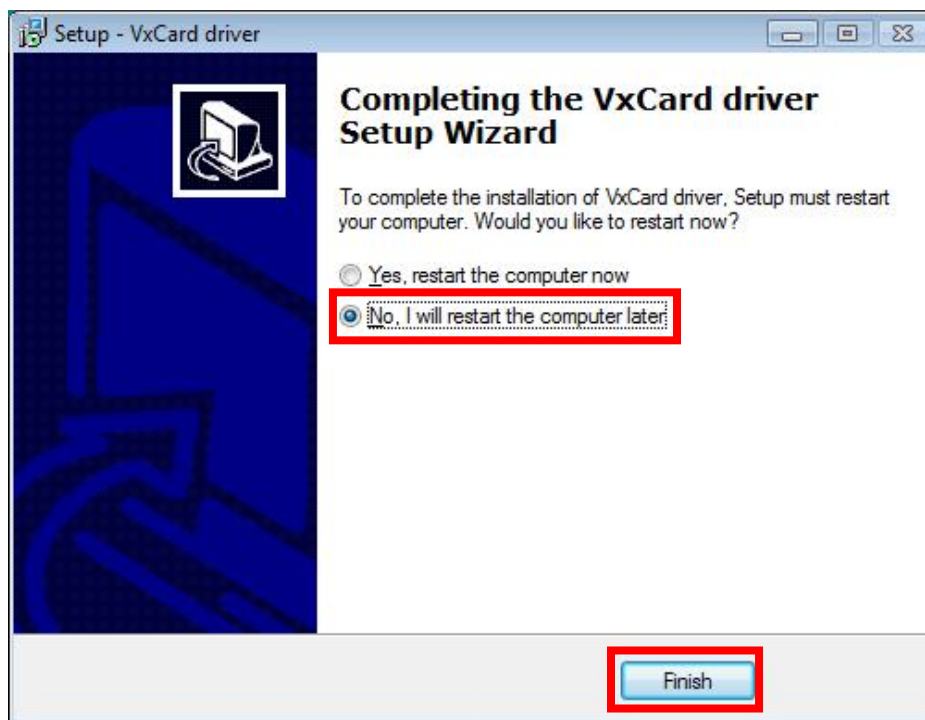 Setup - VxCard driver
Completing the VxCard driver
Setup Wizard
To complete the installation of VxCard driver, Setup must restart
your computer. Would you like to restart now?
Yes, restart the computer now
No, I will restart the computer later
Finish